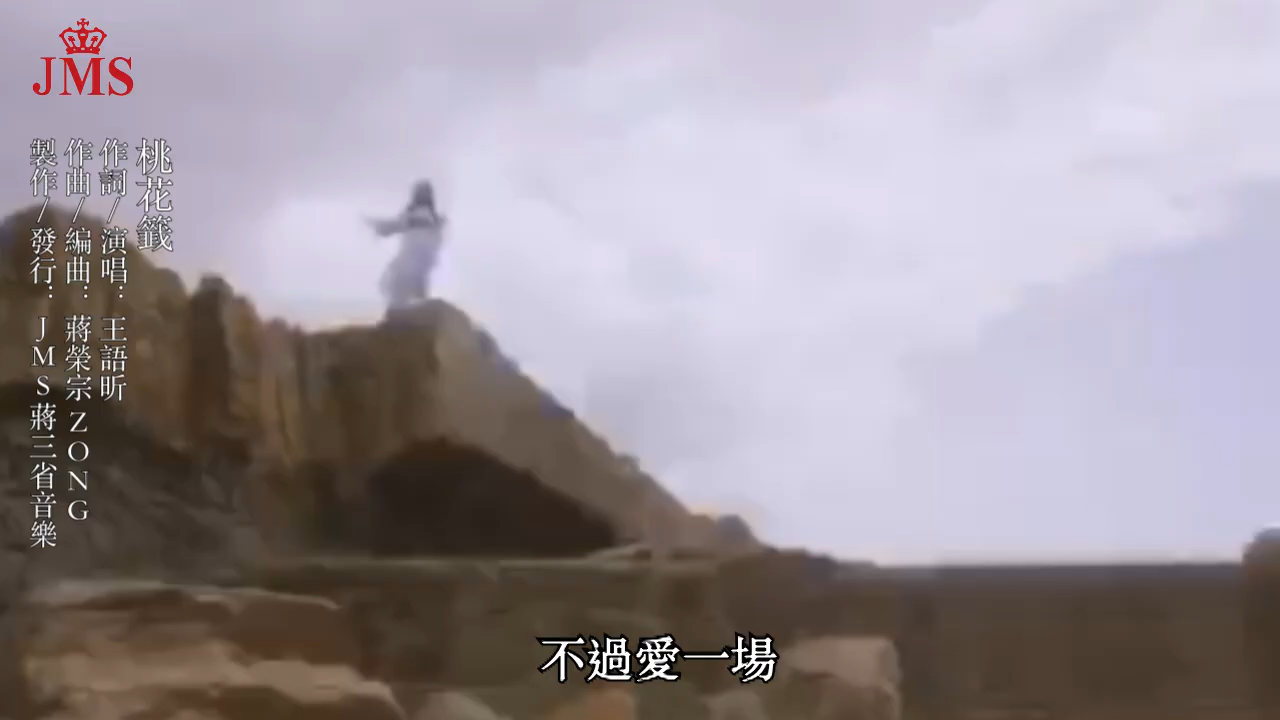 JMS
桃花籤
作詞/演唱：王語昕
作曲/編曲：蔣榮宗ZONG
製作/發行：JMS蔣三省音樂
不過愛一場